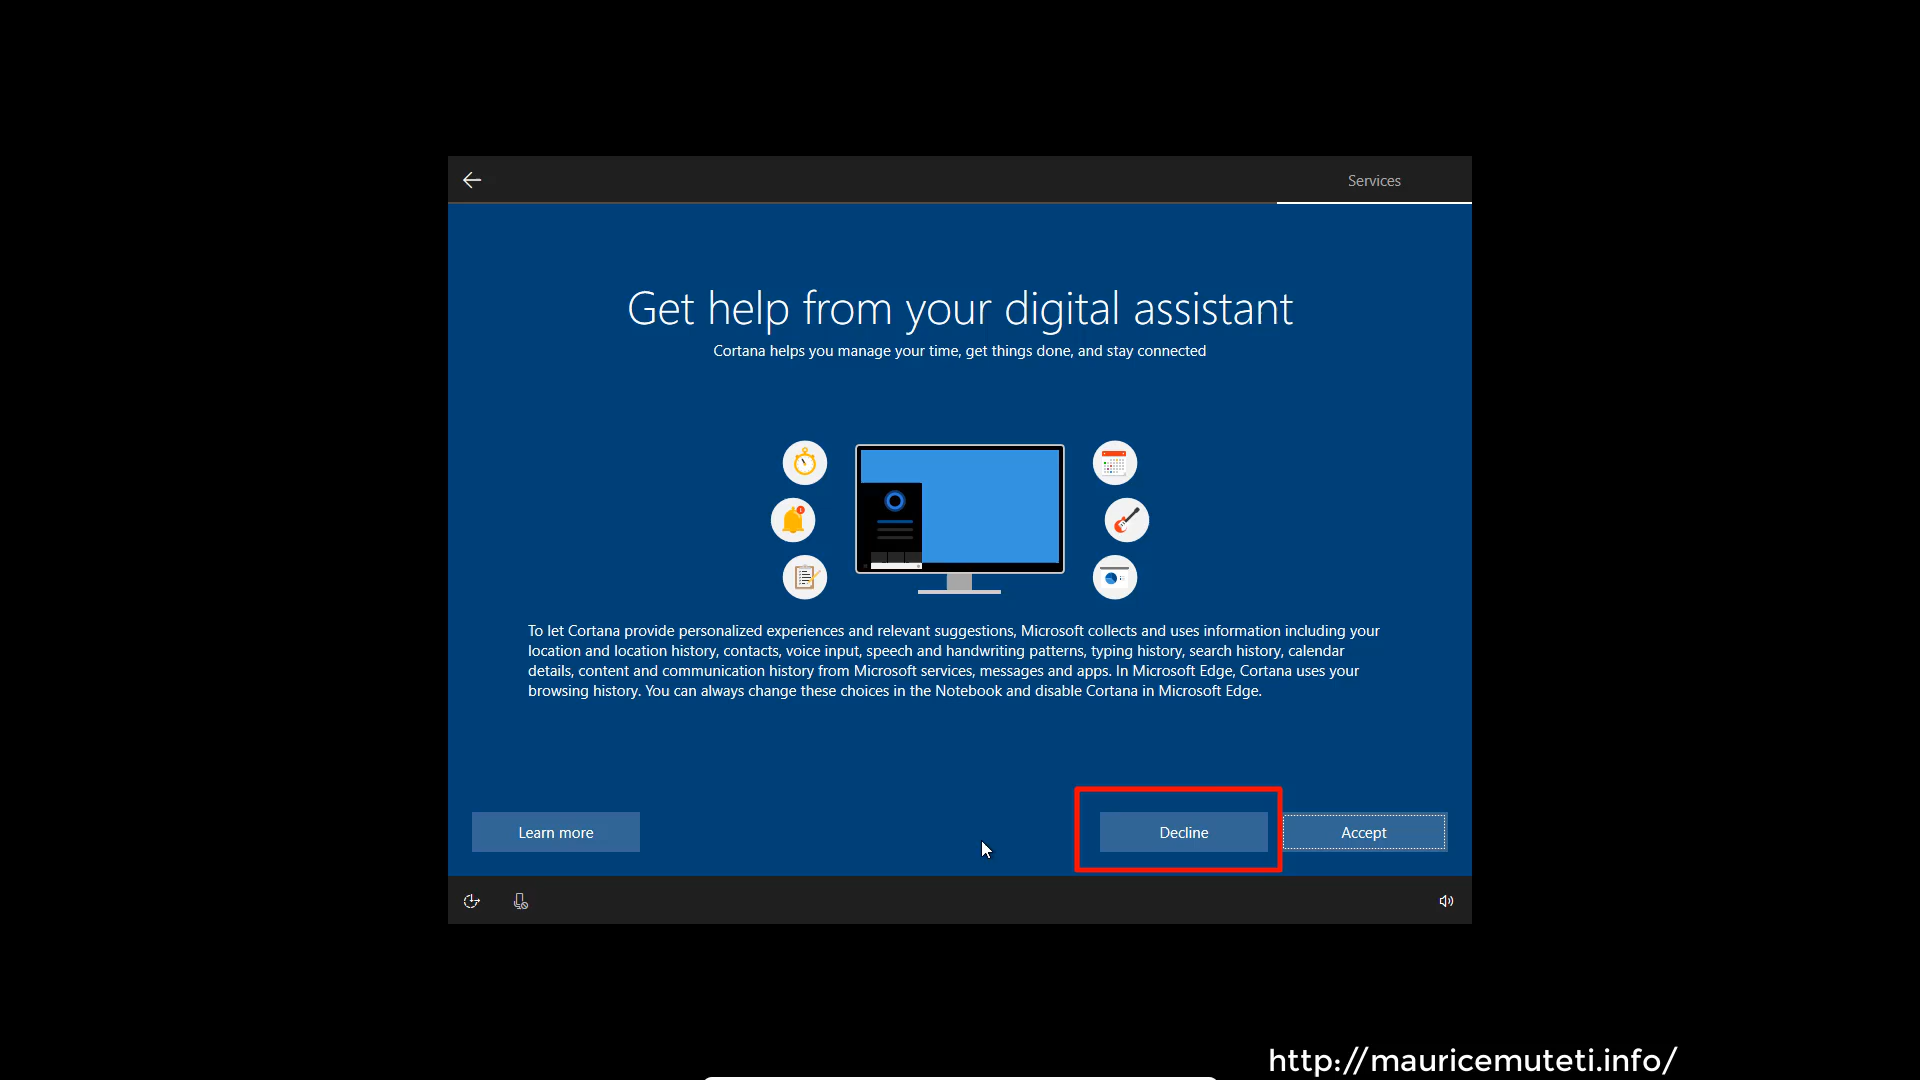 Services
Get help from your digital assistant
Cortana helps you manage your time, get things done, and stay connected
To let Cortana provide personalized experiences and relevant suggestions, Microsoft collects and uses information including your
location and location history, contacts, voice input, speech and handwriting patterns, typing history, search history, calendar
details, content and communication history from Microsoft services, messages and apps. In Microsoft Edge, Cortana uses your
browsing history. You can always change these choices in the Notebook and disable Cortana in Microsoft Edge.
Learn more
Decline
Accept
http://mauricemuteti.info/